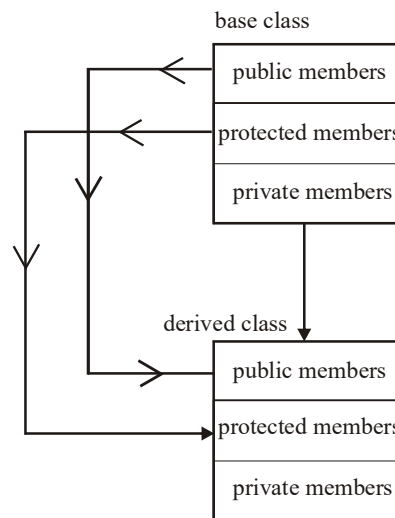 base class
public members
protected members
private members
derived class
public members
protected members
private members